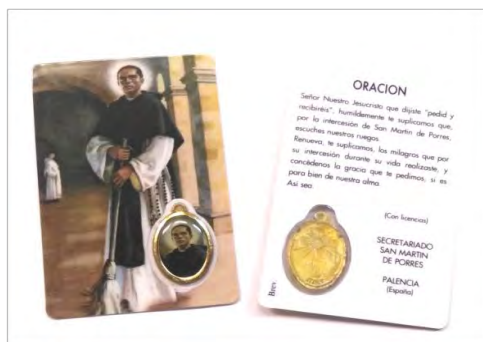 ORACION
Señor Nuestro Jesucristo que dijiste "pedid y
recibiréis", humildemente te suplicamos que,
por la intercesión de San Martin de Porres,
escuches nuestros ruegos.
Renueva, te suplicamos, los milagros que por
su intercesión durante su vida realizaste, y
concédenos la gracia que te pedimos, si es
para bien de nuestra alma.
Asi sea.
(Con licencias)
SECRETARIADO
SAN MARTIN
DE PORRES
PALENCIA
(España)